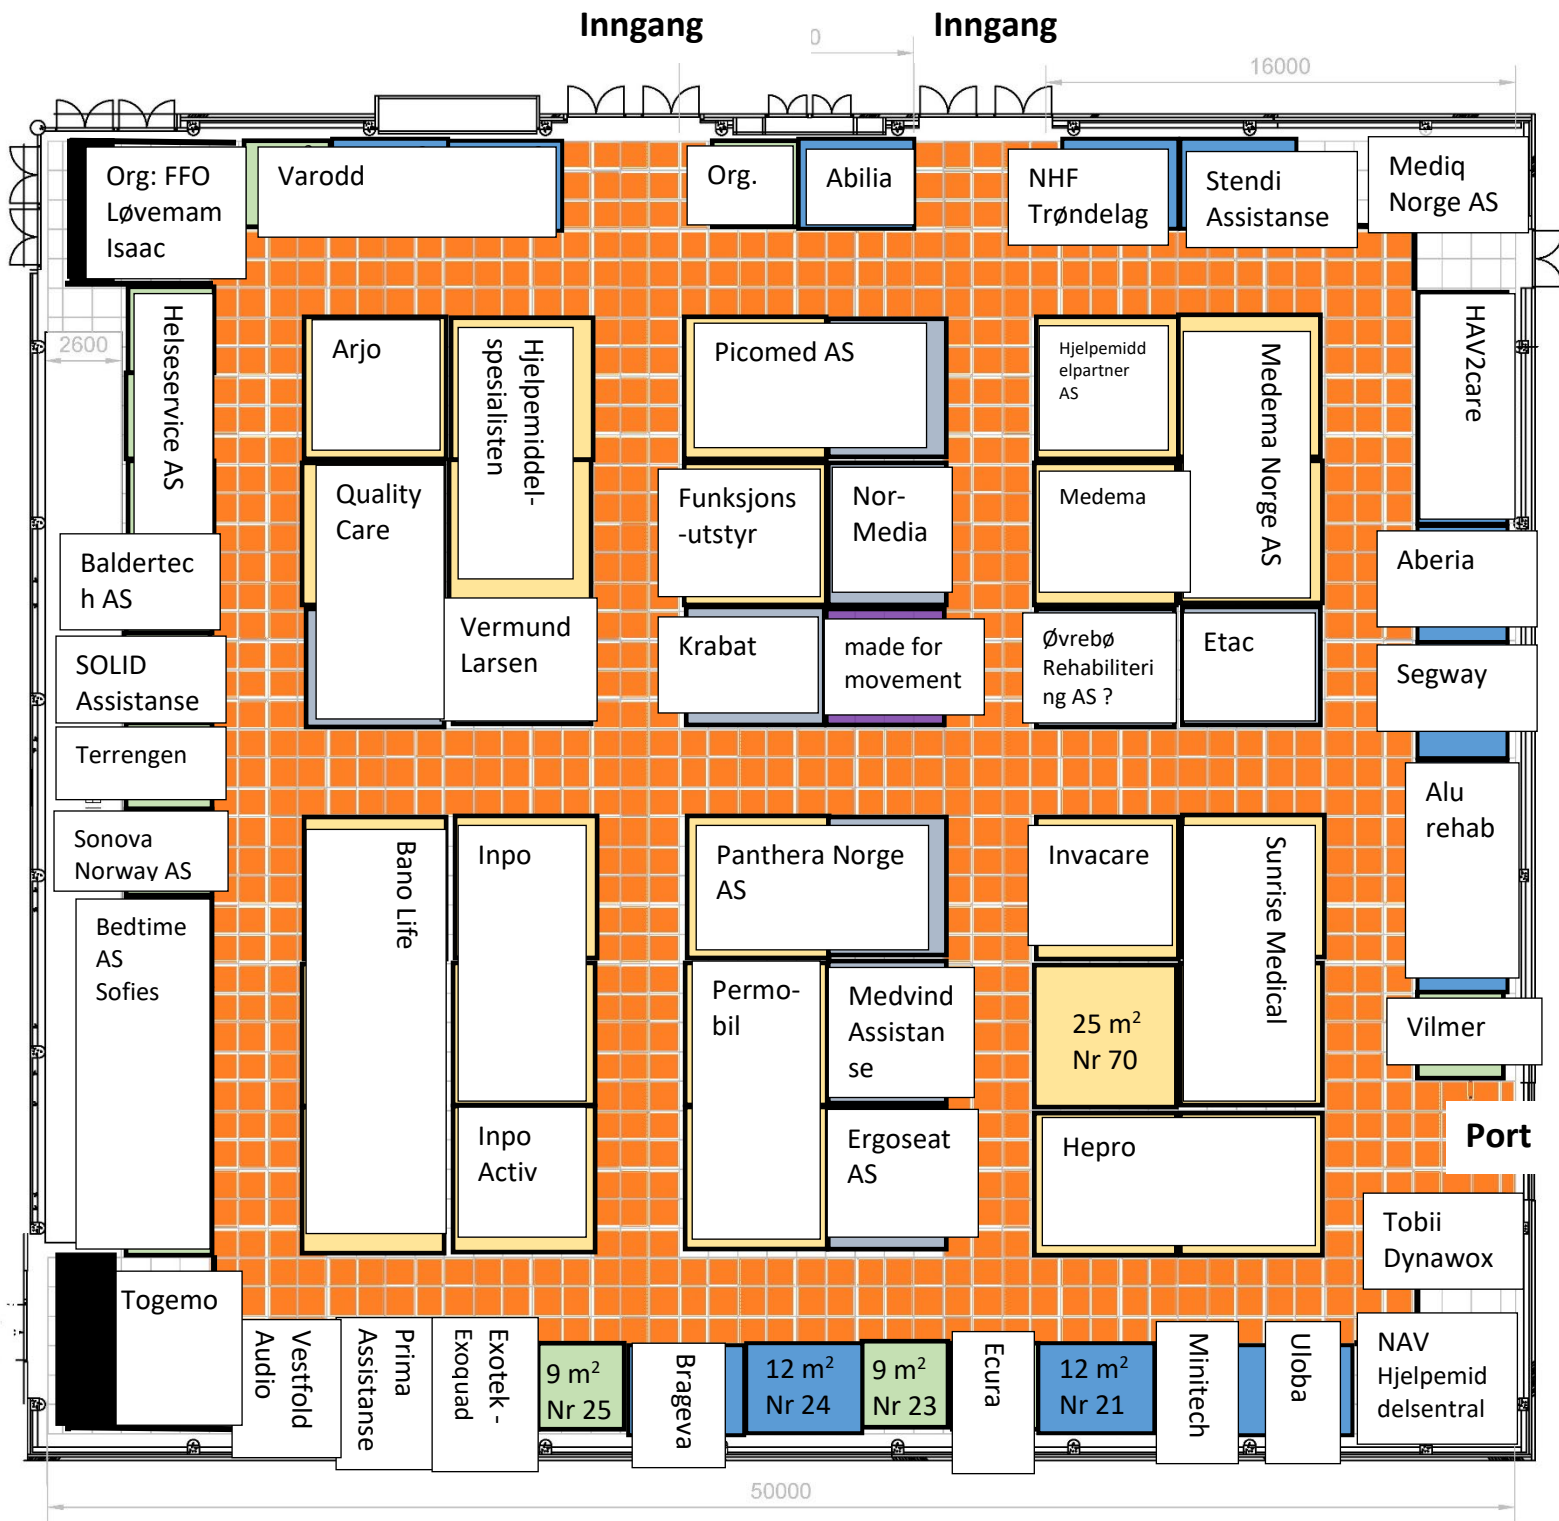 Inngang
Inngang
0
16000
Org: FFO
Løvemam
Isaac
Varodd
Org.
Abilia
NHF
Trøndelag
Stendi
Assistanse
Mediq
Norge AS
2600
Helseservice AS
Arjo
Hjelpemiddel-
spesialisten
Picomed AS
Hjelpemidd
elpartner
AS
Medema Norge AS
HAV2care
Quality
Care
Funksjons
-utstyr
Nor-
Media
Medema
Baldertec
h AS
Aberia
Vermund
Larsen
Krabat
made for
movement
Øvrebø
Rehabiliteri
ng AS ?
Etac
SOLID
Assistanse
Segway
Terrengen
Alu
rehab
Sonova
Norway AS
Bano Life
Inpo
Panthera Norge
AS
Invacare
Sunrise Medical
Bedtime
AS
Sofies
Permo-
bil
Medvind
Assistan
se
25 m²
Nr 70
Vilmer
Inpo
Activ
Ergoseat
AS
Hepro
Port
Tobii
Dynawox
Togemo
Vestfold
Audio
Prima
Assistanse
Exotek -
Exoquad
9 m²
Nr 25
Brageva
12 m²
Nr 24
9 m²
Nr 23
Ecura
12 m²
Nr 21
Minitech
Uloba
NAV
Hjelpemid
delsentral
50000